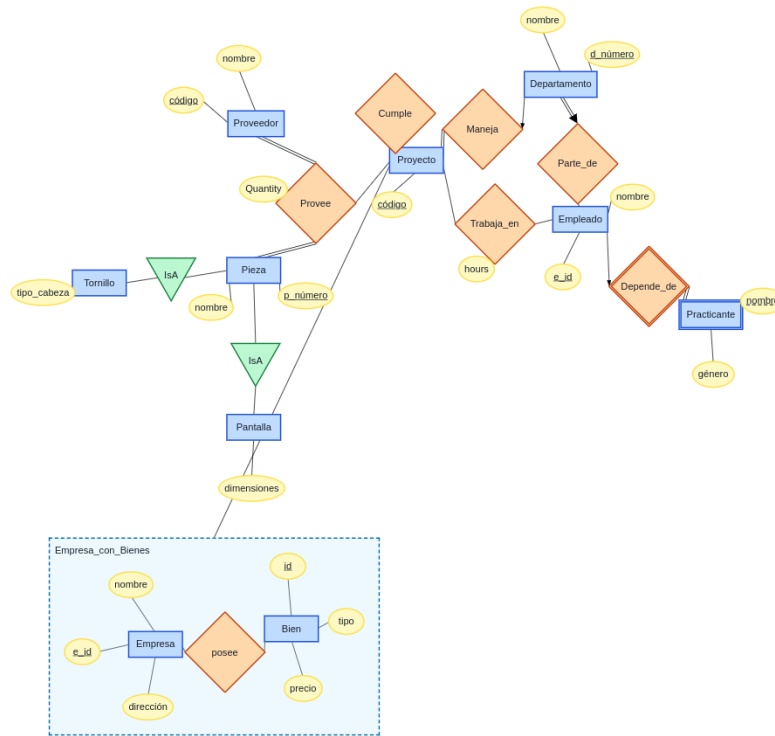 nombre
d_número
nombre
Departamento
código
Cumple
Proveedor
Maneja
Proyecto
Parte_de
Quantity
nombre
Provee
código
Trabaja_en
Empleado
IsA
Pieza
hours
e_id
Tornillo
tipo_cabeza
nombre
p_número
Depende_de
nombre
Practicante
IsA
género
Pantalla
dimensiones
Empresa_con_Bienes
id
nombre
tipo
Bien
Empresa
e_id
posee
precio
dirección